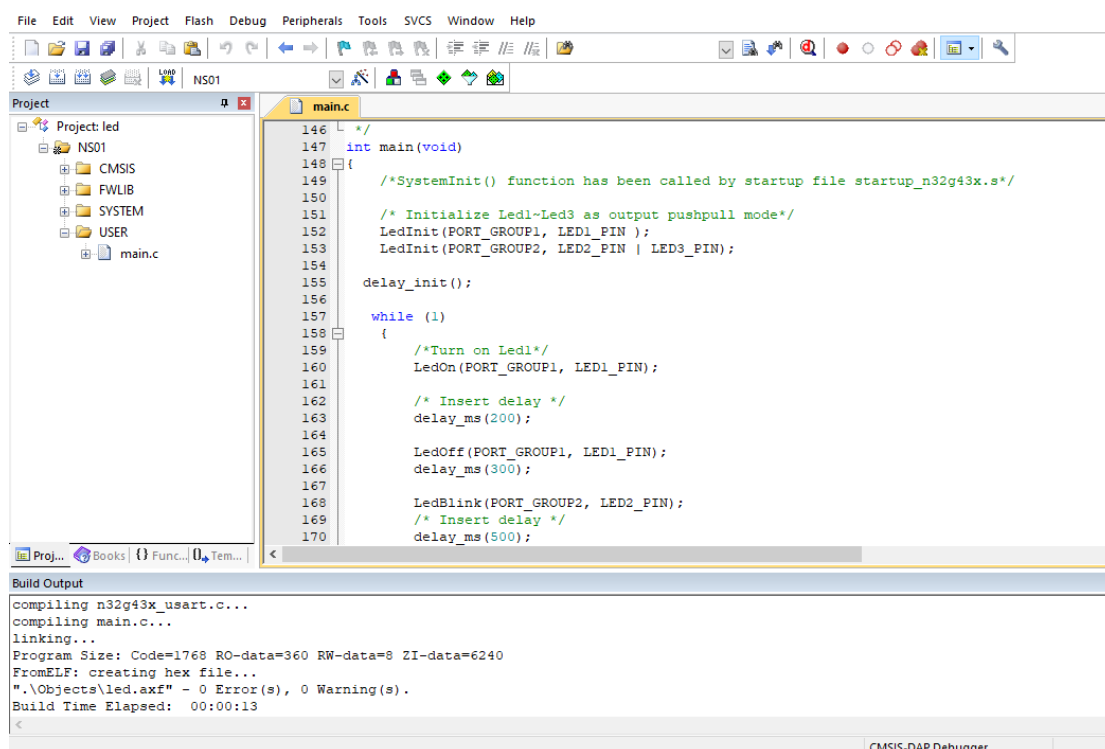 File Edit View Project Flash Debug Peripherals Tools SVCS Window Help
LOAD NS01
Project
Project: led
NS01
CMSIS
FWLIB
SYSTEM
USER
main.c
Proj... Books {} Func... Tem...
main.c
146 */
147 int main(void)
148 {
149 /*SystemInit() function has been called by startup file startup_n32g43x.s*/
150
151 /* Initialize Led1~Led3 as output pushpull mode*/
152 LedInit(PORT_GROUP1, LED1_PIN );
153 LedInit(PORT_GROUP2, LED2_PIN | LED3_PIN);
154
155 delay_init();
156
157 while (1)
158 {
159 /*Turn on Led1*/
160 LedOn(PORT_GROUP1, LED1_PIN);
161
162 /* Insert delay */
163 delay_ms(200);
164
165 LedOff(PORT_GROUP1, LED1_PIN);
166 delay_ms(300);
167
168 LedBlink(PORT_GROUP2, LED2_PIN);
169 /* Insert delay */
170 delay_ms(500);
Build Output
compiling n32g43x_usart.c...
compiling main.c...
linking...
Program Size: Code=1768 RO-data=360 RW-data=8 ZI-data=6240
FromELF: creating hex file...
".\Objects\led.axf" - 0 Error(s), 0 Warning(s).
Build Time Elapsed: 00:00:13
CMSIS-DAP Debugger